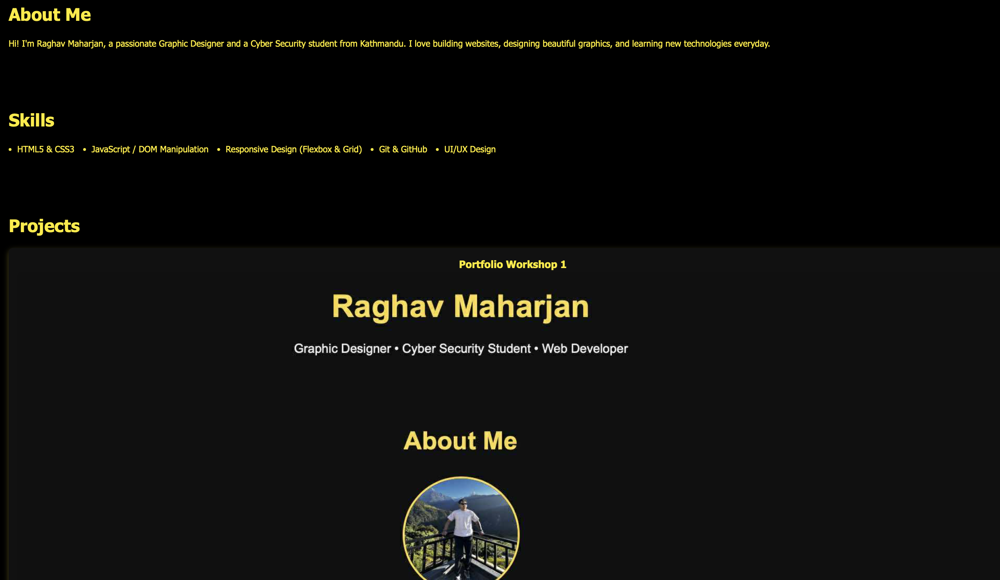 About Me
Hi! I'm Raghav Maharjan, a passionate Graphic Designer and a Cyber Security student from Kathmandu. I love building websites, designing beautiful graphics, and learning new technologies everyday.
Skills
• HTML5 & CSS3 • JavaScript / DOM Manipulation • Responsive Design (Flexbox & Grid) • Git & GitHub • UI/UX Design
Projects
Portfolio Workshop 1
Raghav Maharjan
Graphic Designer • Cyber Security Student • Web Developer
About Me